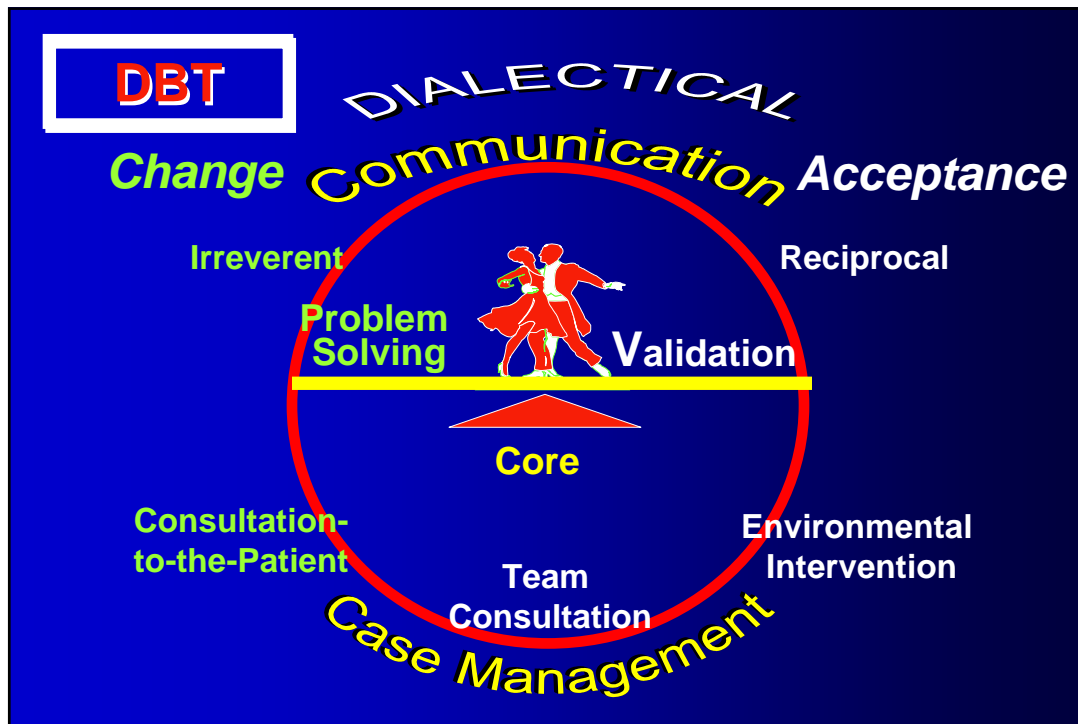 DBT
DIALECTICAL
Communication
Change
Acceptance
Irreverent
Reciprocal
Problem
Solving
Validation
Core
Consultation-
to-the-Patient
Environmental
Intervention
Team
Consultation
Case Management